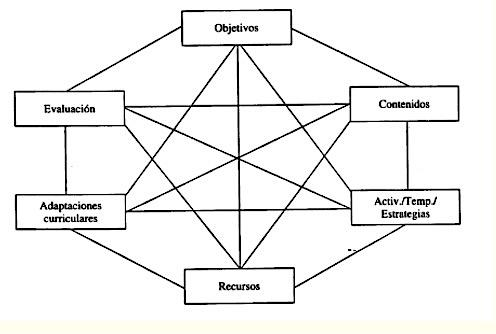 Objetivos
Evaluación
Contenidos
Adaptaciones
curriculares
Activ./Temp./
Estrategias
Recursos